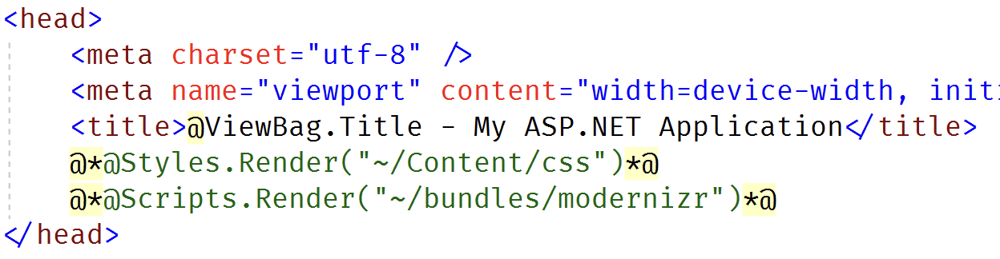 <head>
<meta charset="utf-8" />
<meta name="viewport" content="width=device-width, initi
<title>@ViewBag.Title - My ASP.NET Application</title>
@*@Styles.Render("~/Content/css")*@
@*@Scripts.Render("~/bundles/modernizr")*@
</head>